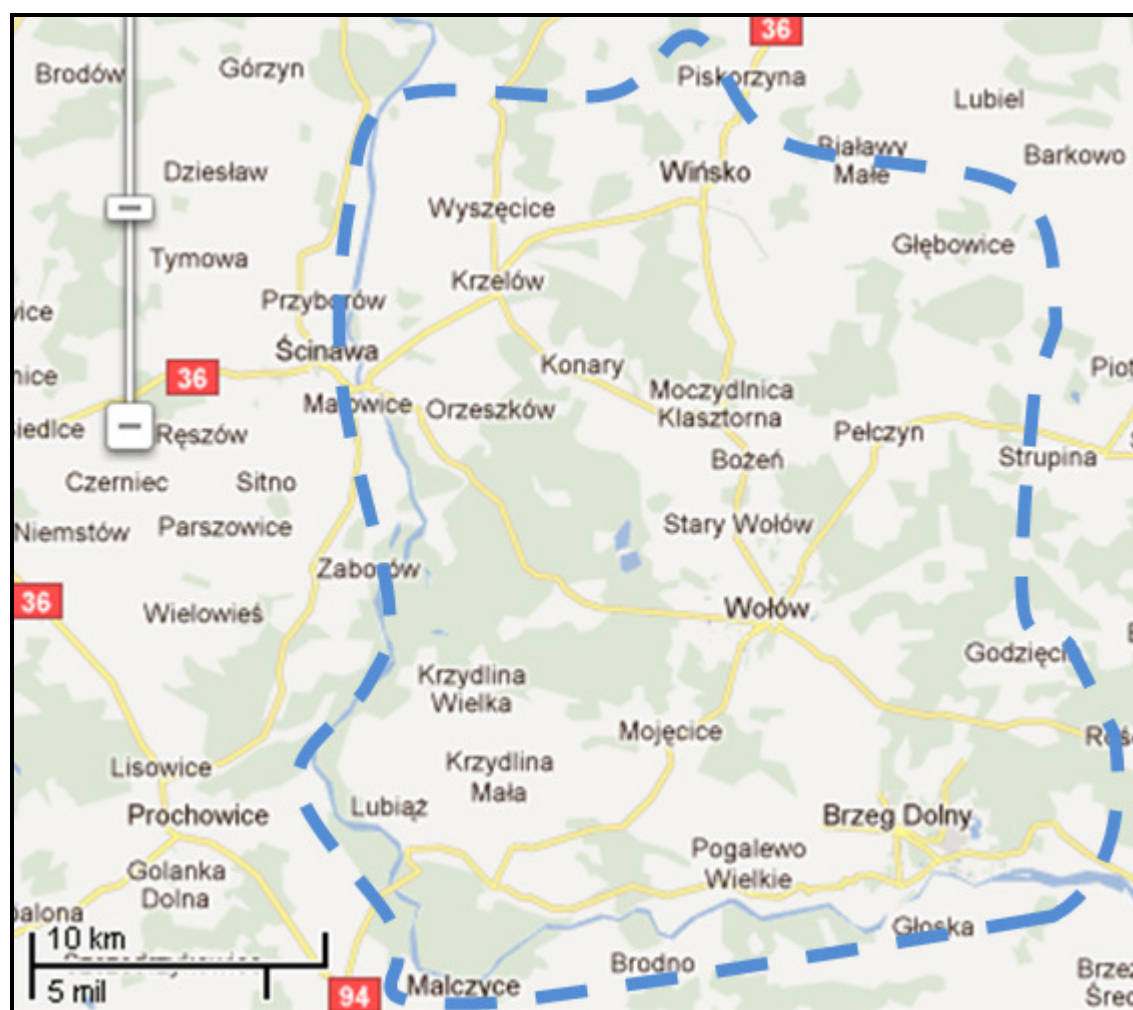 36
Brodów
Górzyn
Piskorzyna
Lubiel
Białawy
Małe
Barkowo
Dziesław
Wińsko
Wyszęcice
Tymowa
Głębowice
Krzelów
Przyborów
Ścinawa
36
Konary
Moczydlnica
Klasztorna
Małowice
Orzeszków
Pełczyn
Ręszów
Bożeń
Strupina
Czerniec
Sitno
Niemstów
Parszowice
Stary Wołów
Zaborów
36
Wielowieś
Wołów
Krzydlina
Wielka
Mojęcice
Lisowice
Krzydlina
Mała
Lubiąż
Prochowice
Brzeg Dolny
Golanka
Dolna
Pogalewo
Wielkie
Głoska
10 km
Brodno
5 mil
94
Malczyce